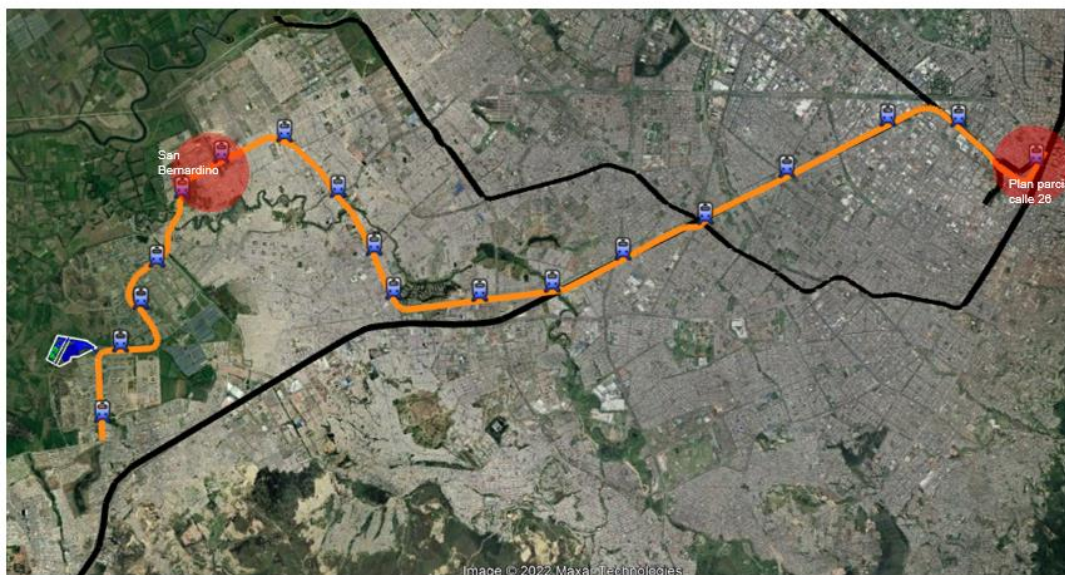 San
Bernardino
Plan parci
calle 26
Image © 2022 Maxar Technologies